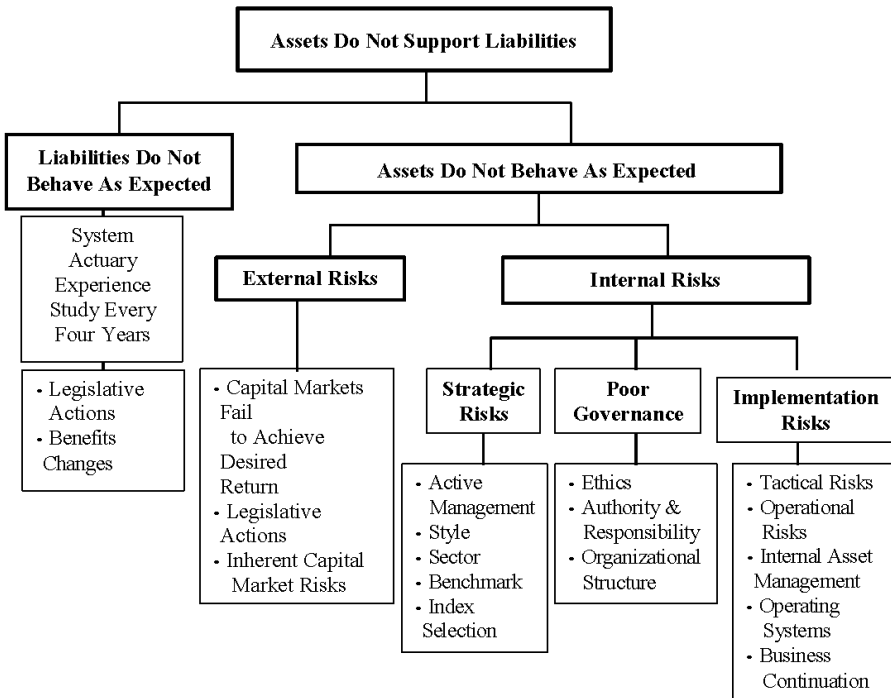 Assets Do Not Support Liabilities
Liabilities Do Not
Behave As Expected
Assets Do Not Behave As Expected
System
Actuary
Experience
Study Every
Four Years
External Risks
Internal Risks
· Legislative
Actions
· Benefits
Changes
· Capital Markets
Fail
to Achieve
Desired
Return
· Legislative
Actions
· Inherent Capital
Market Risks
Strategic
Risks
Poor
Governance
Implementation
Risks
· Active
Management
· Style
· Sector
· Benchmark
· Index
Selection
· Ethics
· Authority &
Responsibility
· Organizational
Structure
· Tactical Risks
· Operational
Risks
· Internal Asset
Management
· Operating
Systems
· Business
Continuation